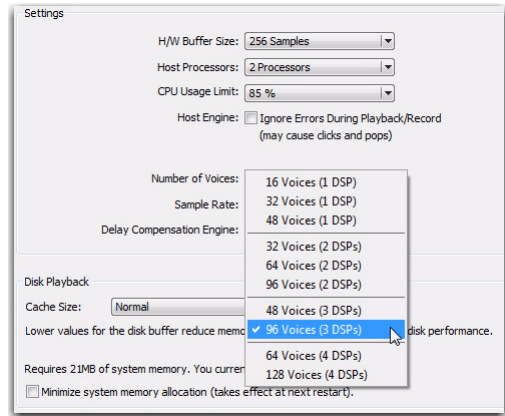 Settings
H/W Buffer Size: 256 Samples
Host Processors: 2 Processors
CPU Usage Limit: 85 %
Host Engine: Ignore Errors During Playback/Record
(may cause clicks and pops)
Number of Voices:
16 Voices (1 DSP)
Sample Rate:
32 Voices (1 DSP)
48 Voices (1 DSP)
Delay Compensation Engine:
32 Voices (2 DSPs)
64 Voices (2 DSPs)
96 Voices (2 DSPs)
Disk Playback
Cache Size: Normal
48 Voices (3 DSPs)
Lower values for the disk buffer reduce
✓ 96 Voices (3 DSPs)
disk performance.
64 Voices (4 DSPs)
Requires 21MB of system memory. You
128 Voices (4 DSPs)
Minimize system memory allocation (takes effect at next restart).